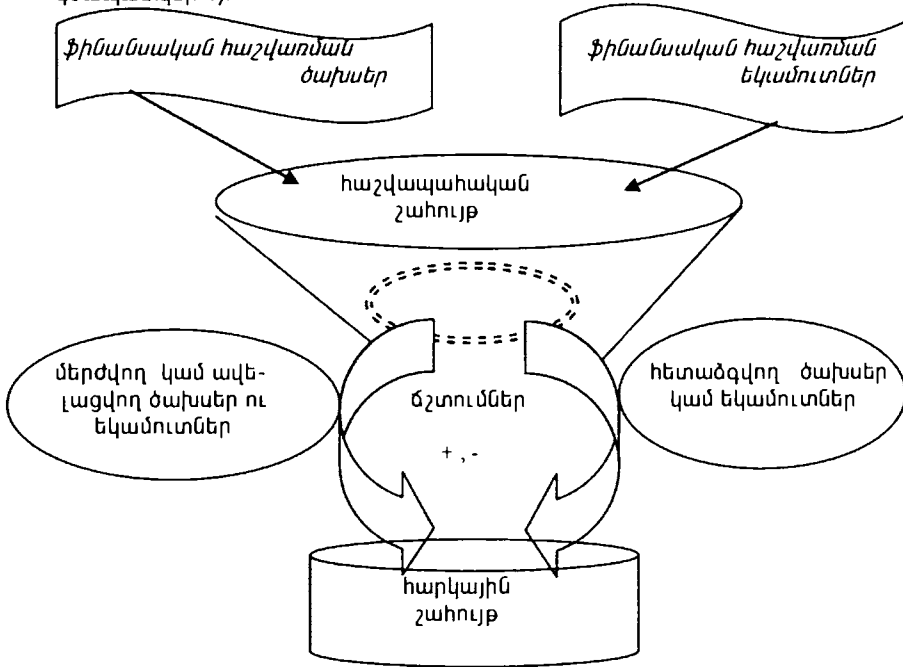 ֆինանսական հաշվառման
ծախսեր
ֆինանսական հաշվառման
եկամուտներ
հաշվապահական
շահույթ
մերժվող կամ ավե-
լացվող ծախսեր ու
եկամուտներ
ճշտումներ
+ , -
հետաձգվող ծախսեր
կամ եկամուտներ
հարկային
շահույթ